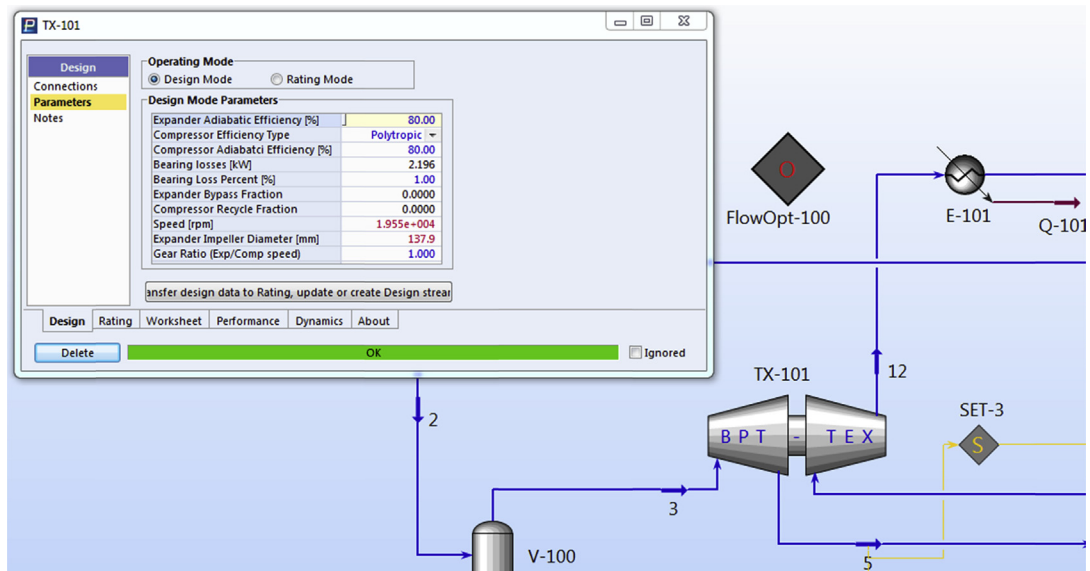 TX-101
Design
Connections
Parameters
Notes
Operating Mode
Design Mode Rating Mode
Design Mode Parameters
Expander Adiabatic Efficiency [%] 80.00
Compressor Efficiency Type Polytropic
Compressor Adiabatci Efficiency [%] 80.00
Bearing losses [kW] 2.196
Bearing Loss Percent [%] 1.00
Expander Bypass Fraction 0.0000
Compressor Recycle Fraction 0.0000
Speed [rpm] 1.955e+004
Expander Impeller Diameter [mm] 137.9
Gear Ratio (Exp/Comp speed) 1.000
ansfer design data to Rating, update or create Design strear
Design Rating Worksheet Performance Dynamics About
Delete OK Ignored
O
FlowOpt-100
E-101
Q-101
2
TX-101
12
BPT - TEX
SET-3
S
3
V-100
5